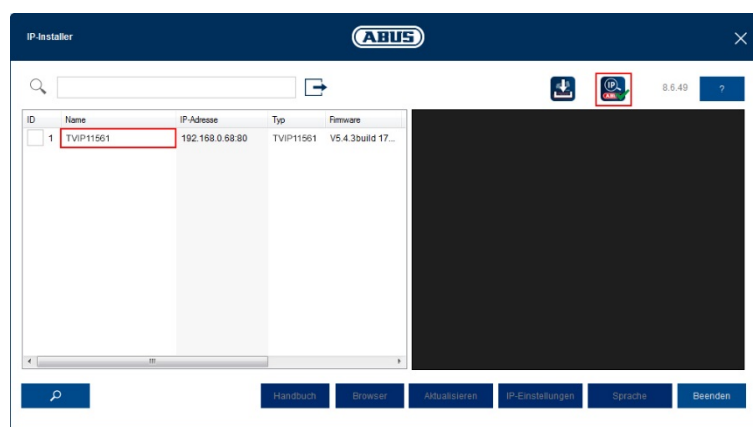 IP-Installer
ABUS
8.6.49
?
ID Name IP-Adresse Typ Firmware
1 TVIP11561 192.168.0.68:80 TVIP11561 V5.4.3build 17...
Handbuch Browser Aktualisieren IP-Einstellungen Sprache Beenden